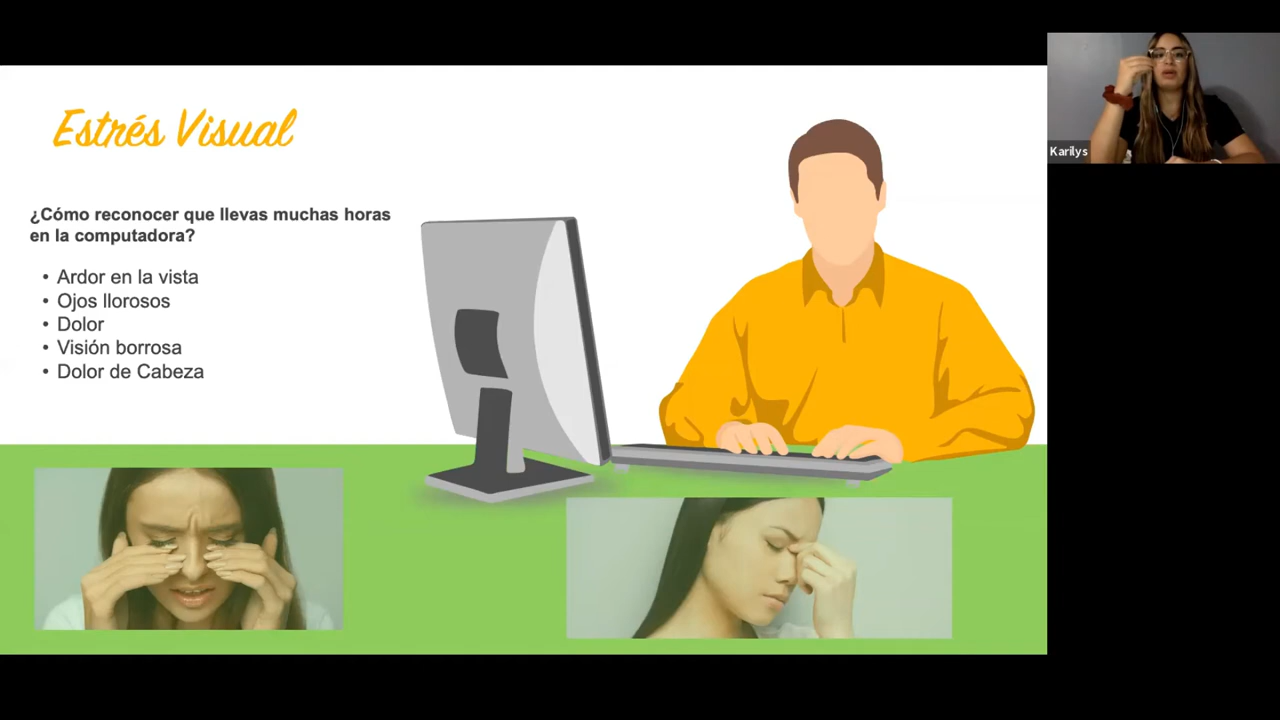 Estrés Visual
¿Cómo reconocer que llevas muchas horas
en la computadora?
• Ardor en la vista
• Ojos llorosos
• Dolor
• Visión borrosa
• Dolor de Cabeza
Karilys